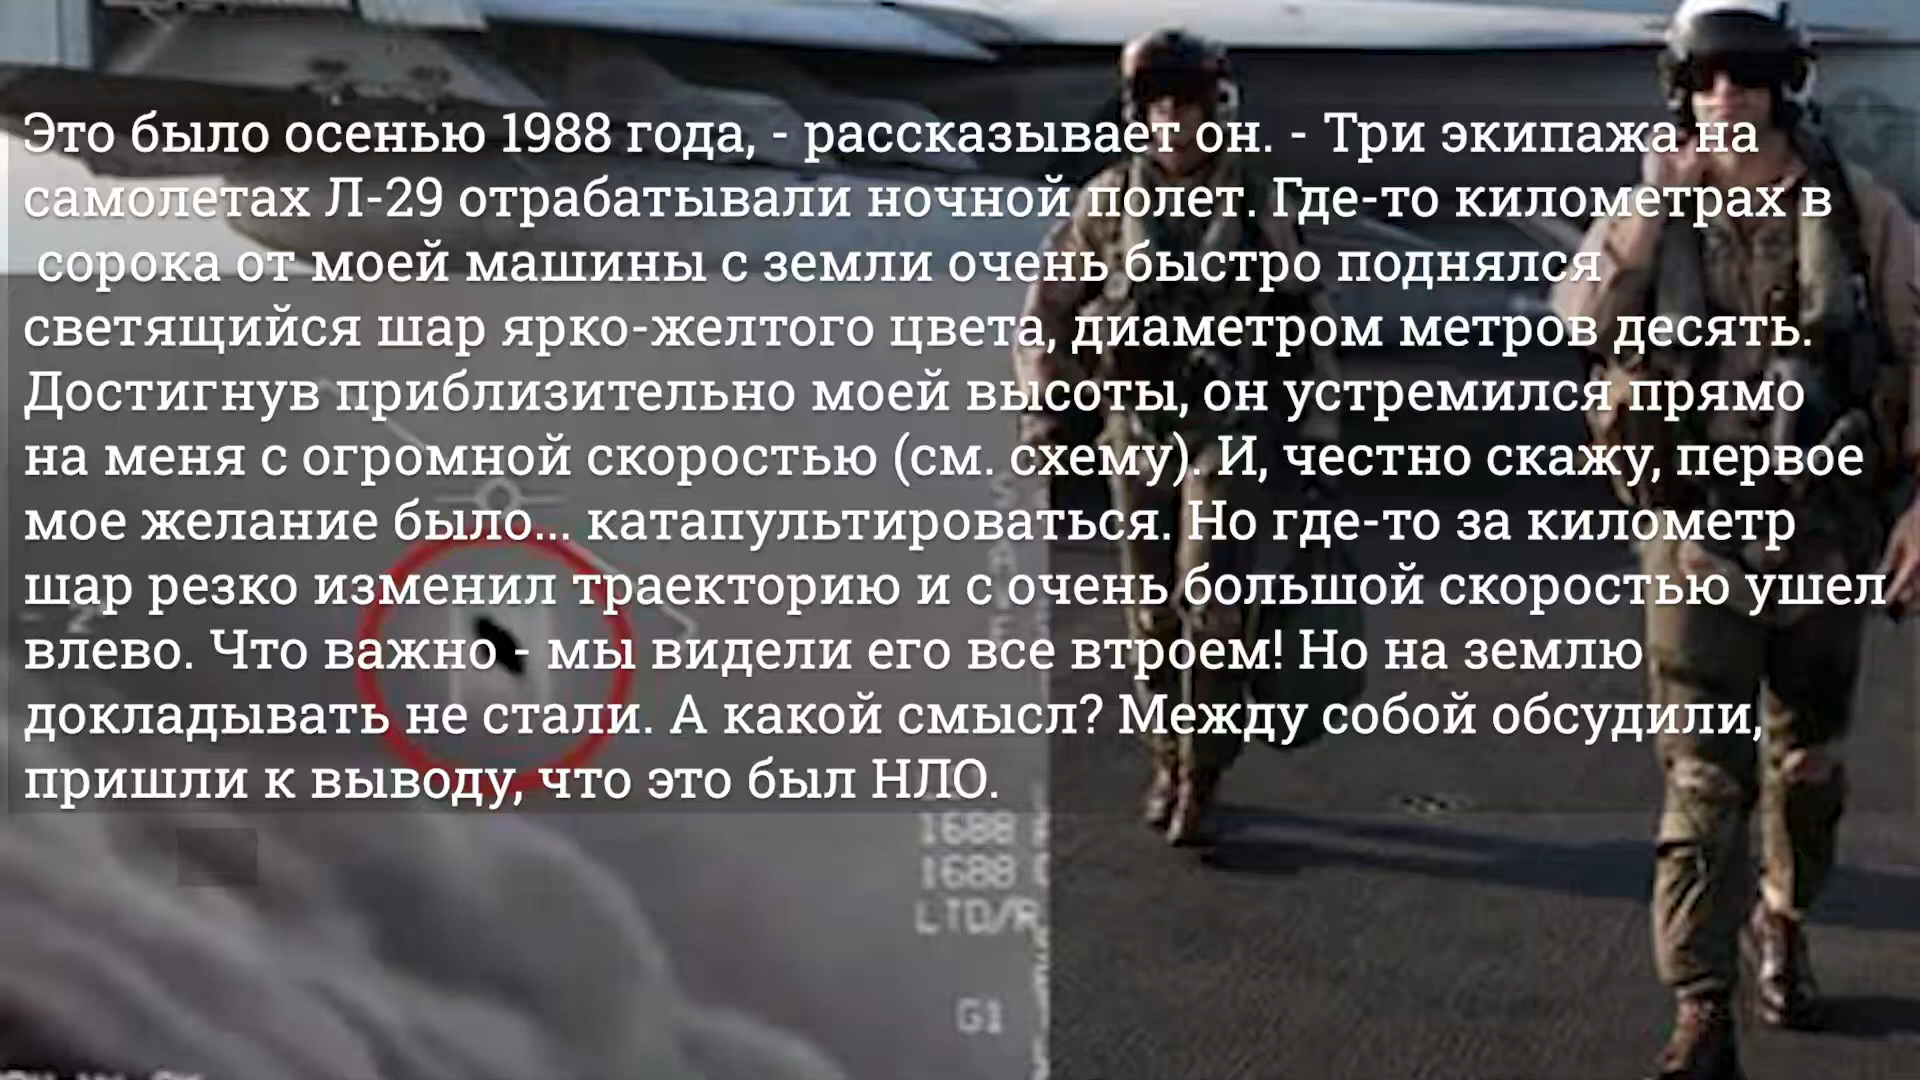 Это было осенью 1988 года, - рассказывает он. - Три экипажа на
самолетах Л-29 отрабатывали ночной полет. Где-то километрах в
сорока от моей машины с земли очень быстро поднялся
светящийся шар ярко-желтого цвета, диаметром метров десять.
Достигнув приблизительно моей высоты, он устремился прямо
на меня с огромной скоростью (см. схему). И, честно скажу, первое
мое желание было... катапультироваться. Но где-то за километр
шар резко изменил траекторию и с очень большой скоростью ушел
влево. Что важно - мы видели его все втроем! Но на землю
докладывать не стали. А какой смысл? Между собой обсудили,
пришли к выводу, что это был НЛО.
1688
1688
LTD/R
G1